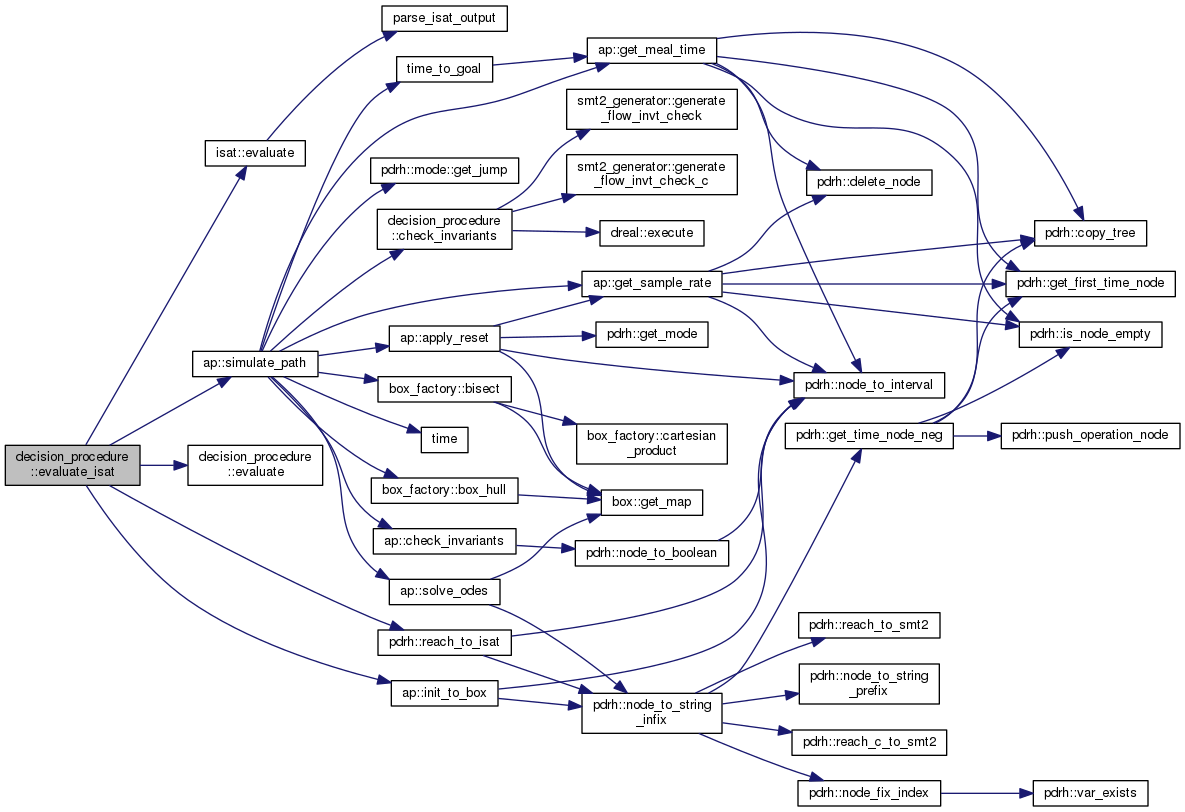 decision_procedure
::evaluate_isat
isat::evaluate
ap::simulate_path
decision_procedure
::evaluate
parse_isat_output
time_to_goal
pdrh::mode::get_jump
decision_procedure
::check_invariants
ap::apply_reset
box_factory::bisect
time
box_factory::box_hull
ap::check_invariants
ap::solve_odes
pdrh::reach_to_isat
ap::init_to_box
ap::get_meal_time
smt2_generator::generate
_flow_invt_check
smt2_generator::generate
_flow_invt_check_c
dreal::execute
ap::get_sample_rate
pdrh::get_mode
box_factory::cartesian
_product
box::get_map
pdrh::node_to_boolean
pdrh::node_to_string
_infix
pdrh::delete_node
pdrh::node_to_interval
pdrh::get_time_node_neg
pdrh::reach_to_smt2
pdrh::node_to_string
_prefix
pdrh::reach_c_to_smt2
pdrh::node_fix_index
pdrh::copy_tree
pdrh::get_first_time_node
pdrh::is_node_empty
pdrh::push_operation_node
pdrh::var_exists